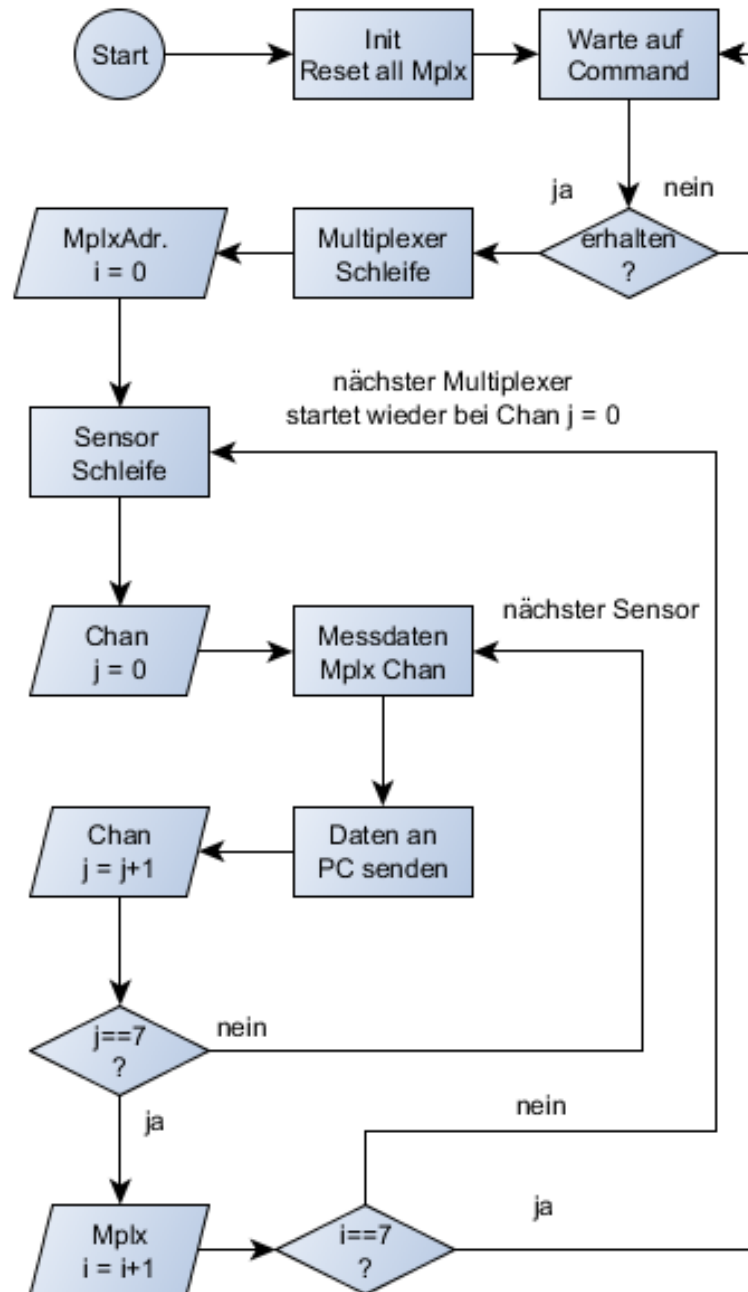 Start
Init
Reset all Mplx
Warte auf
Command
ja
nein
MplxAdr.
i = 0
Multiplexer
Schleife
erhalten
?
nächster Multiplexer
startet wieder bei Chan j = 0
Sensor
Schleife
nächster Sensor
Chan
j = 0
Messdaten
Mplx Chan
Chan
j = j+1
Daten an
PC senden
j==7
?
nein
ja
nein
Mplx
i = i+1
i==7
?
ja